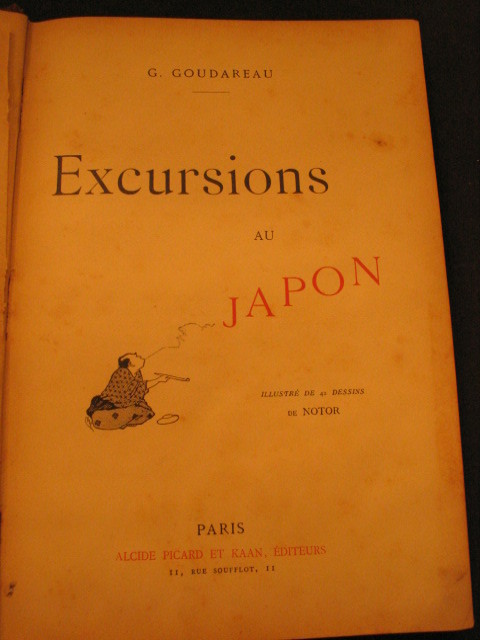 G. GOUDAREAU
Excursions
AU
JAPON
ILLUSTRÉ DE 42 DESSINS
DE NOTOR
PARIS
ALCIDE PICARD ET KAAN, ÉDITEURS
11, RUE SOUFFLOT, 11